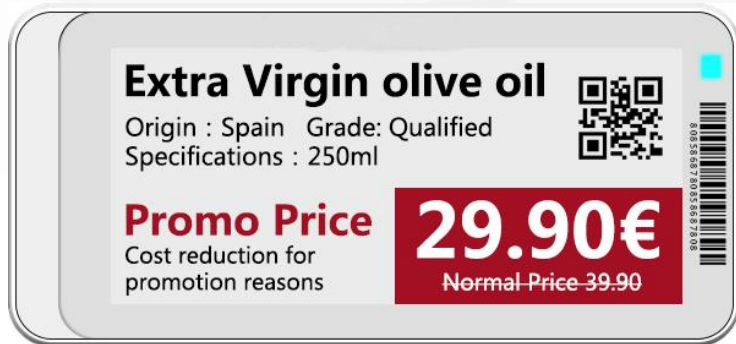 Extra Virgin olive oil
Origin : Spain Grade: Qualified
Specifications : 250ml
Promo Price
Cost reduction for
promotion reasons
29.90€
Normal Price 39.90
8085868780858687808